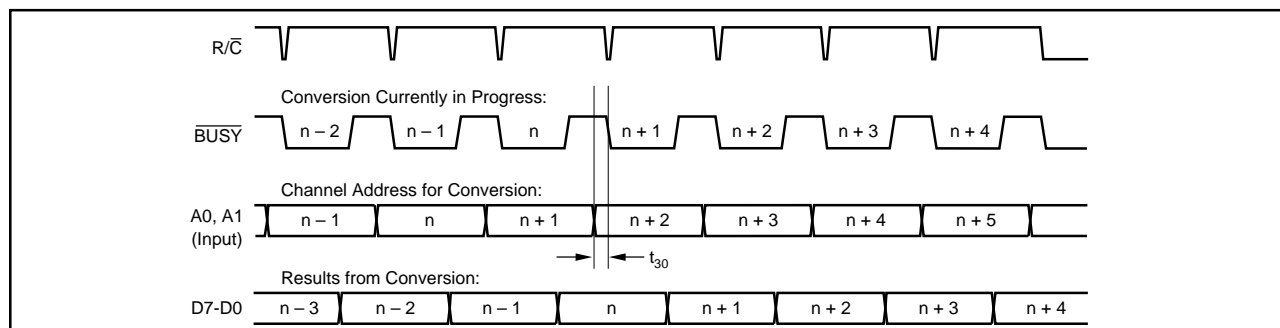 R/C̅
Conversion Currently in Progress:
B̅U̅S̅Y̅ n – 2 n – 1 n n + 1 n + 2 n + 3 n + 4
Channel Address for Conversion:
A0, A1 (Input) n – 1 n n + 1 n + 2 n + 3 n + 4 n + 5
t30
Results from Conversion:
D7-D0 n – 3 n – 2 n – 1 n n + 1 n + 2 n + 3 n + 4